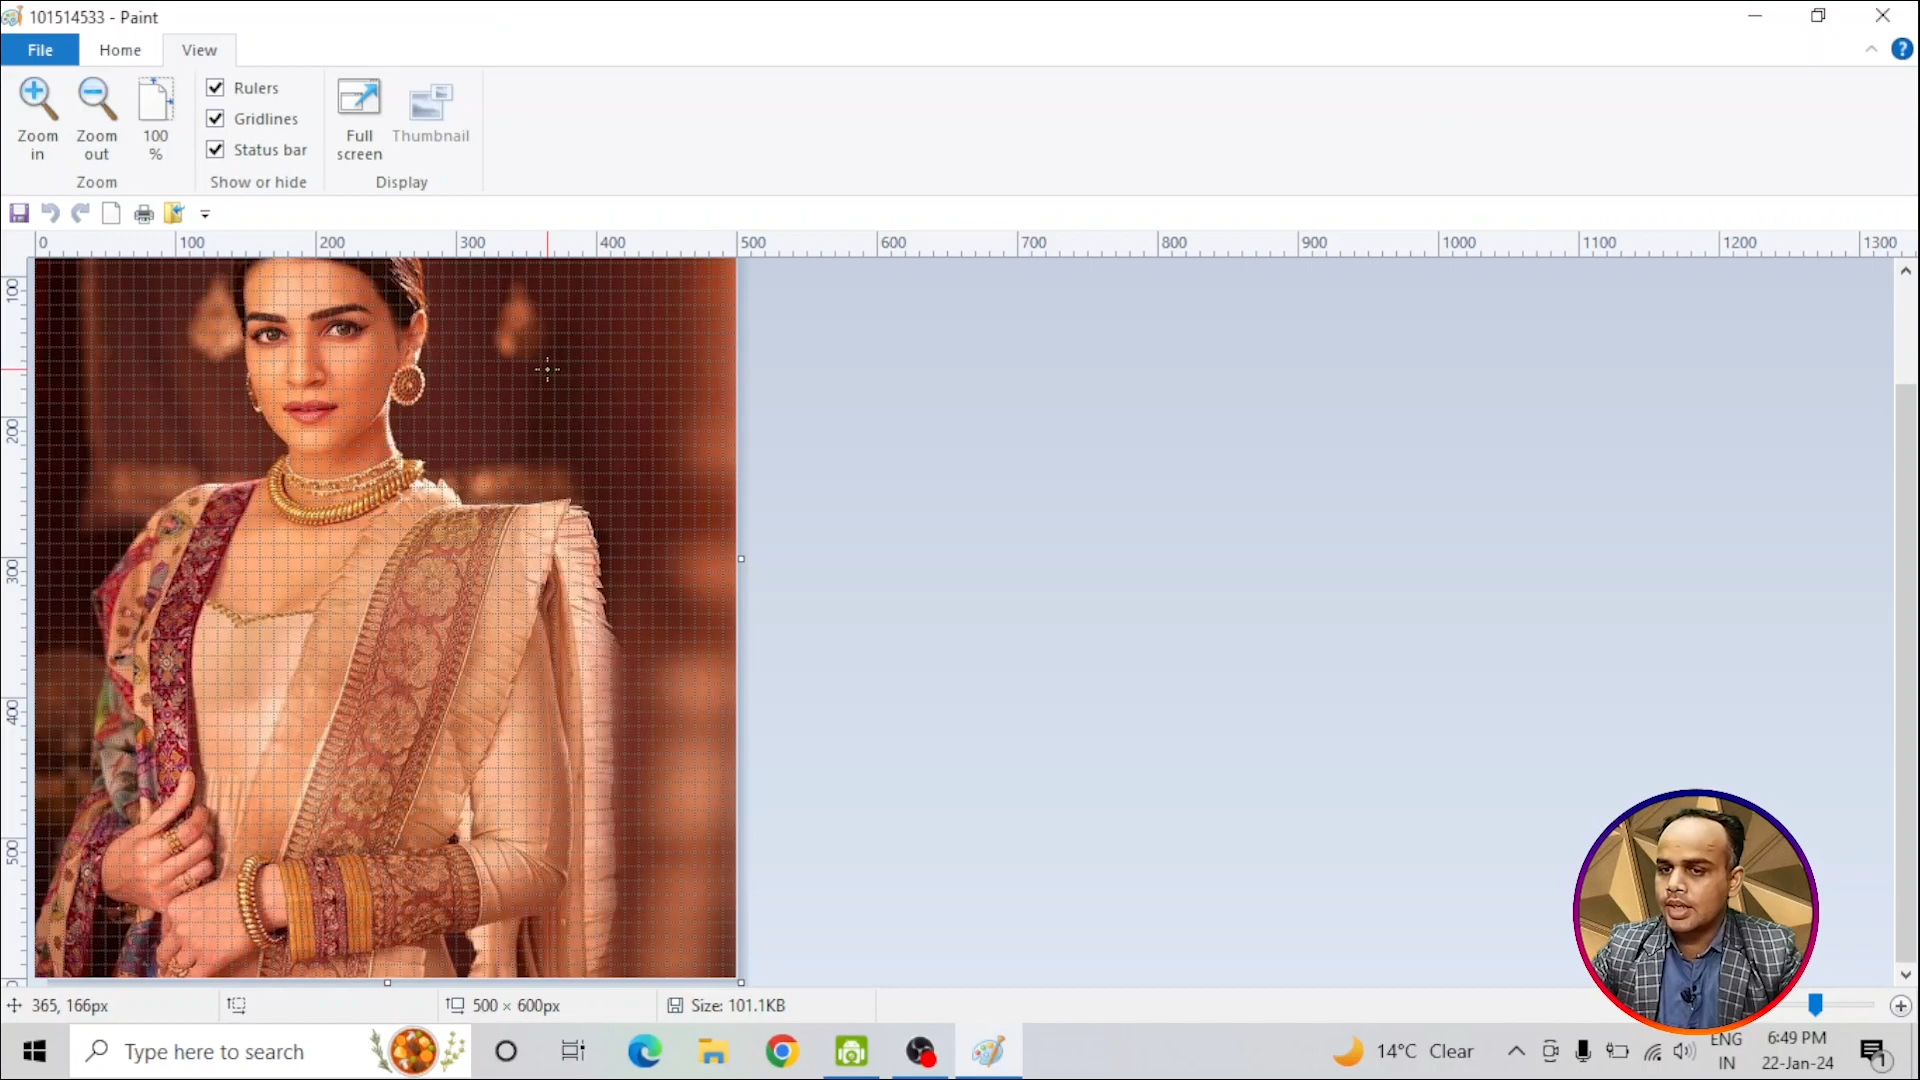 101514533 - Paint
File Home View
Zoom in
Zoom out
100 %
Rulers
Gridlines
Status bar
Full screen
Thumbnail
Zoom
Show or hide
Display
0 100 200 300 400 500 600 700 800 900 1000 1100 1200 1300
100
200
300
400
500
365, 166px
500 × 600px
Size: 101.1KB
Type here to search
14°C Clear
ENG
IN
6:49 PM
22-Jan-24
1